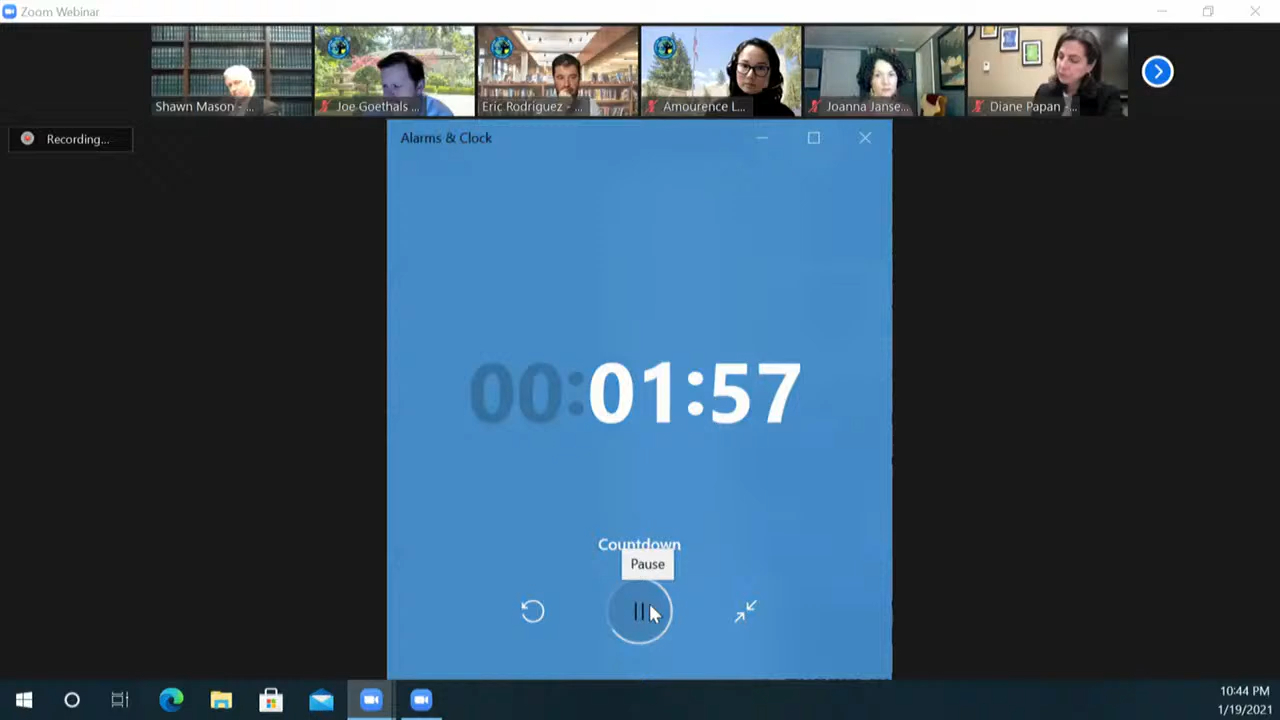 Zoom Webinar
Shawn Mason - ...
Joe Goethals ...
Eric Rodriguez - ...
Amourence L...
Joanna Janse...
Diane Papan - ...
Recording...
Alarms & Clock
00:01:57
Countdown
Pause
10:44 PM
1/19/2021